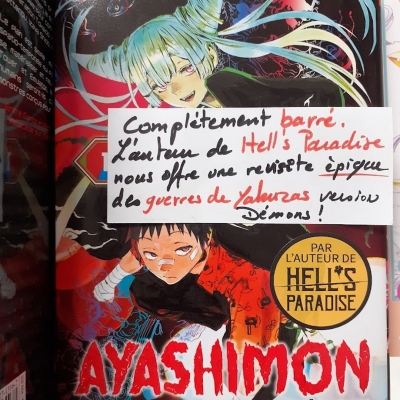 Complètement barré.
L'auteur de Hell's Paradise
nous offre une revisite épique
des guerres de Yakuzas version
Démons !
PAR
L'AUTEUR DE
HELL'S
PARADISE
AYASHIMON